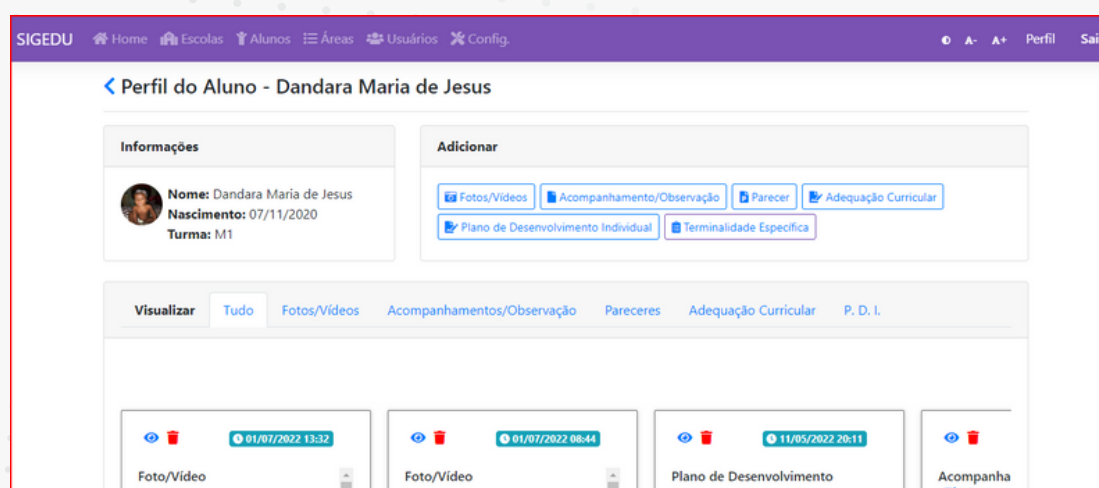 SIGEDU Home Escolas Alunos Áreas Usuários Config. A- A+ Perfil Sai
Perfil do Aluno - Dandara Maria de Jesus
Informações
Nome: Dandara Maria de Jesus
Nascimento: 07/11/2020
Turma: M1
Adicionar
Fotos/Vídeos Acompanhamento/Observação Parecer Adequação Curricular
Plano de Desenvolvimento Individual Terminalidade Específica
Visualizar Tudo Fotos/Vídeos Acompanhamentos/Observação Pareceres Adequação Curricular P. D. I.
01/07/2022 13:32 01/07/2022 08:44 11/05/2022 20:11
Foto/Vídeo Foto/Vídeo Plano de Desenvolvimento Acompanha